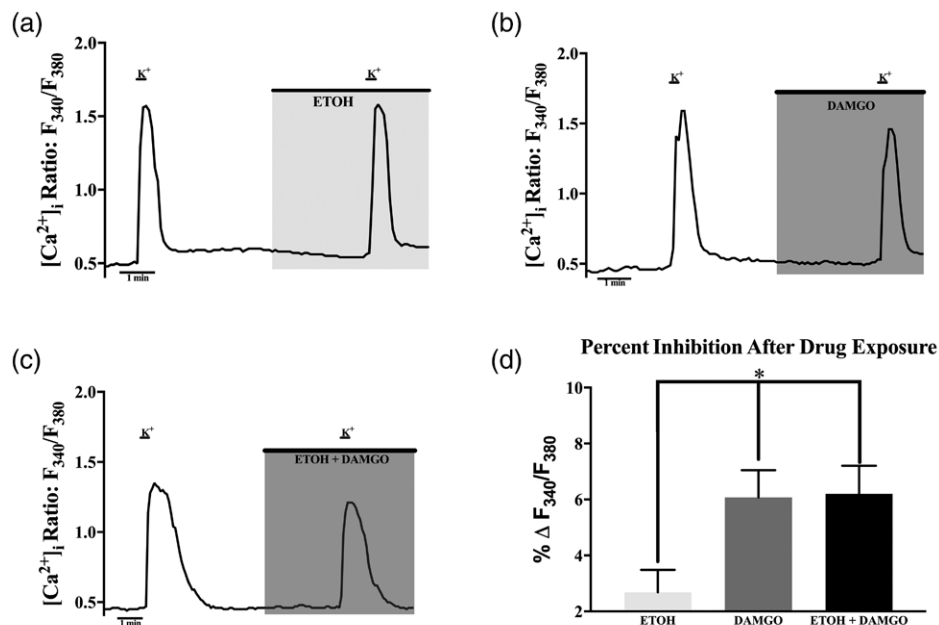 (a)
[Ca²⁺]ᵢ Ratio: F₃₄₀/F₃₈₀
2.0
1.5
1.0
0.5
K⁺
K⁺
ETOH
1 min
(b)
[Ca²⁺]ᵢ Ratio: F₃₄₀/F₃₈₀
2.0
1.5
1.0
0.5
K⁺
K⁺
DAMGO
1 min
(c)
[Ca²⁺]ᵢ Ratio: F₃₄₀/F₃₈₀
2.0
1.5
1.0
0.5
K⁺
K⁺
ETOH + DAMGO
1 min
(d)
Percent Inhibition After Drug Exposure
% Δ F₃₄₀/F₃₈₀
10
8
6
4
2
*
ETOH
DAMGO
ETOH + DAMGO